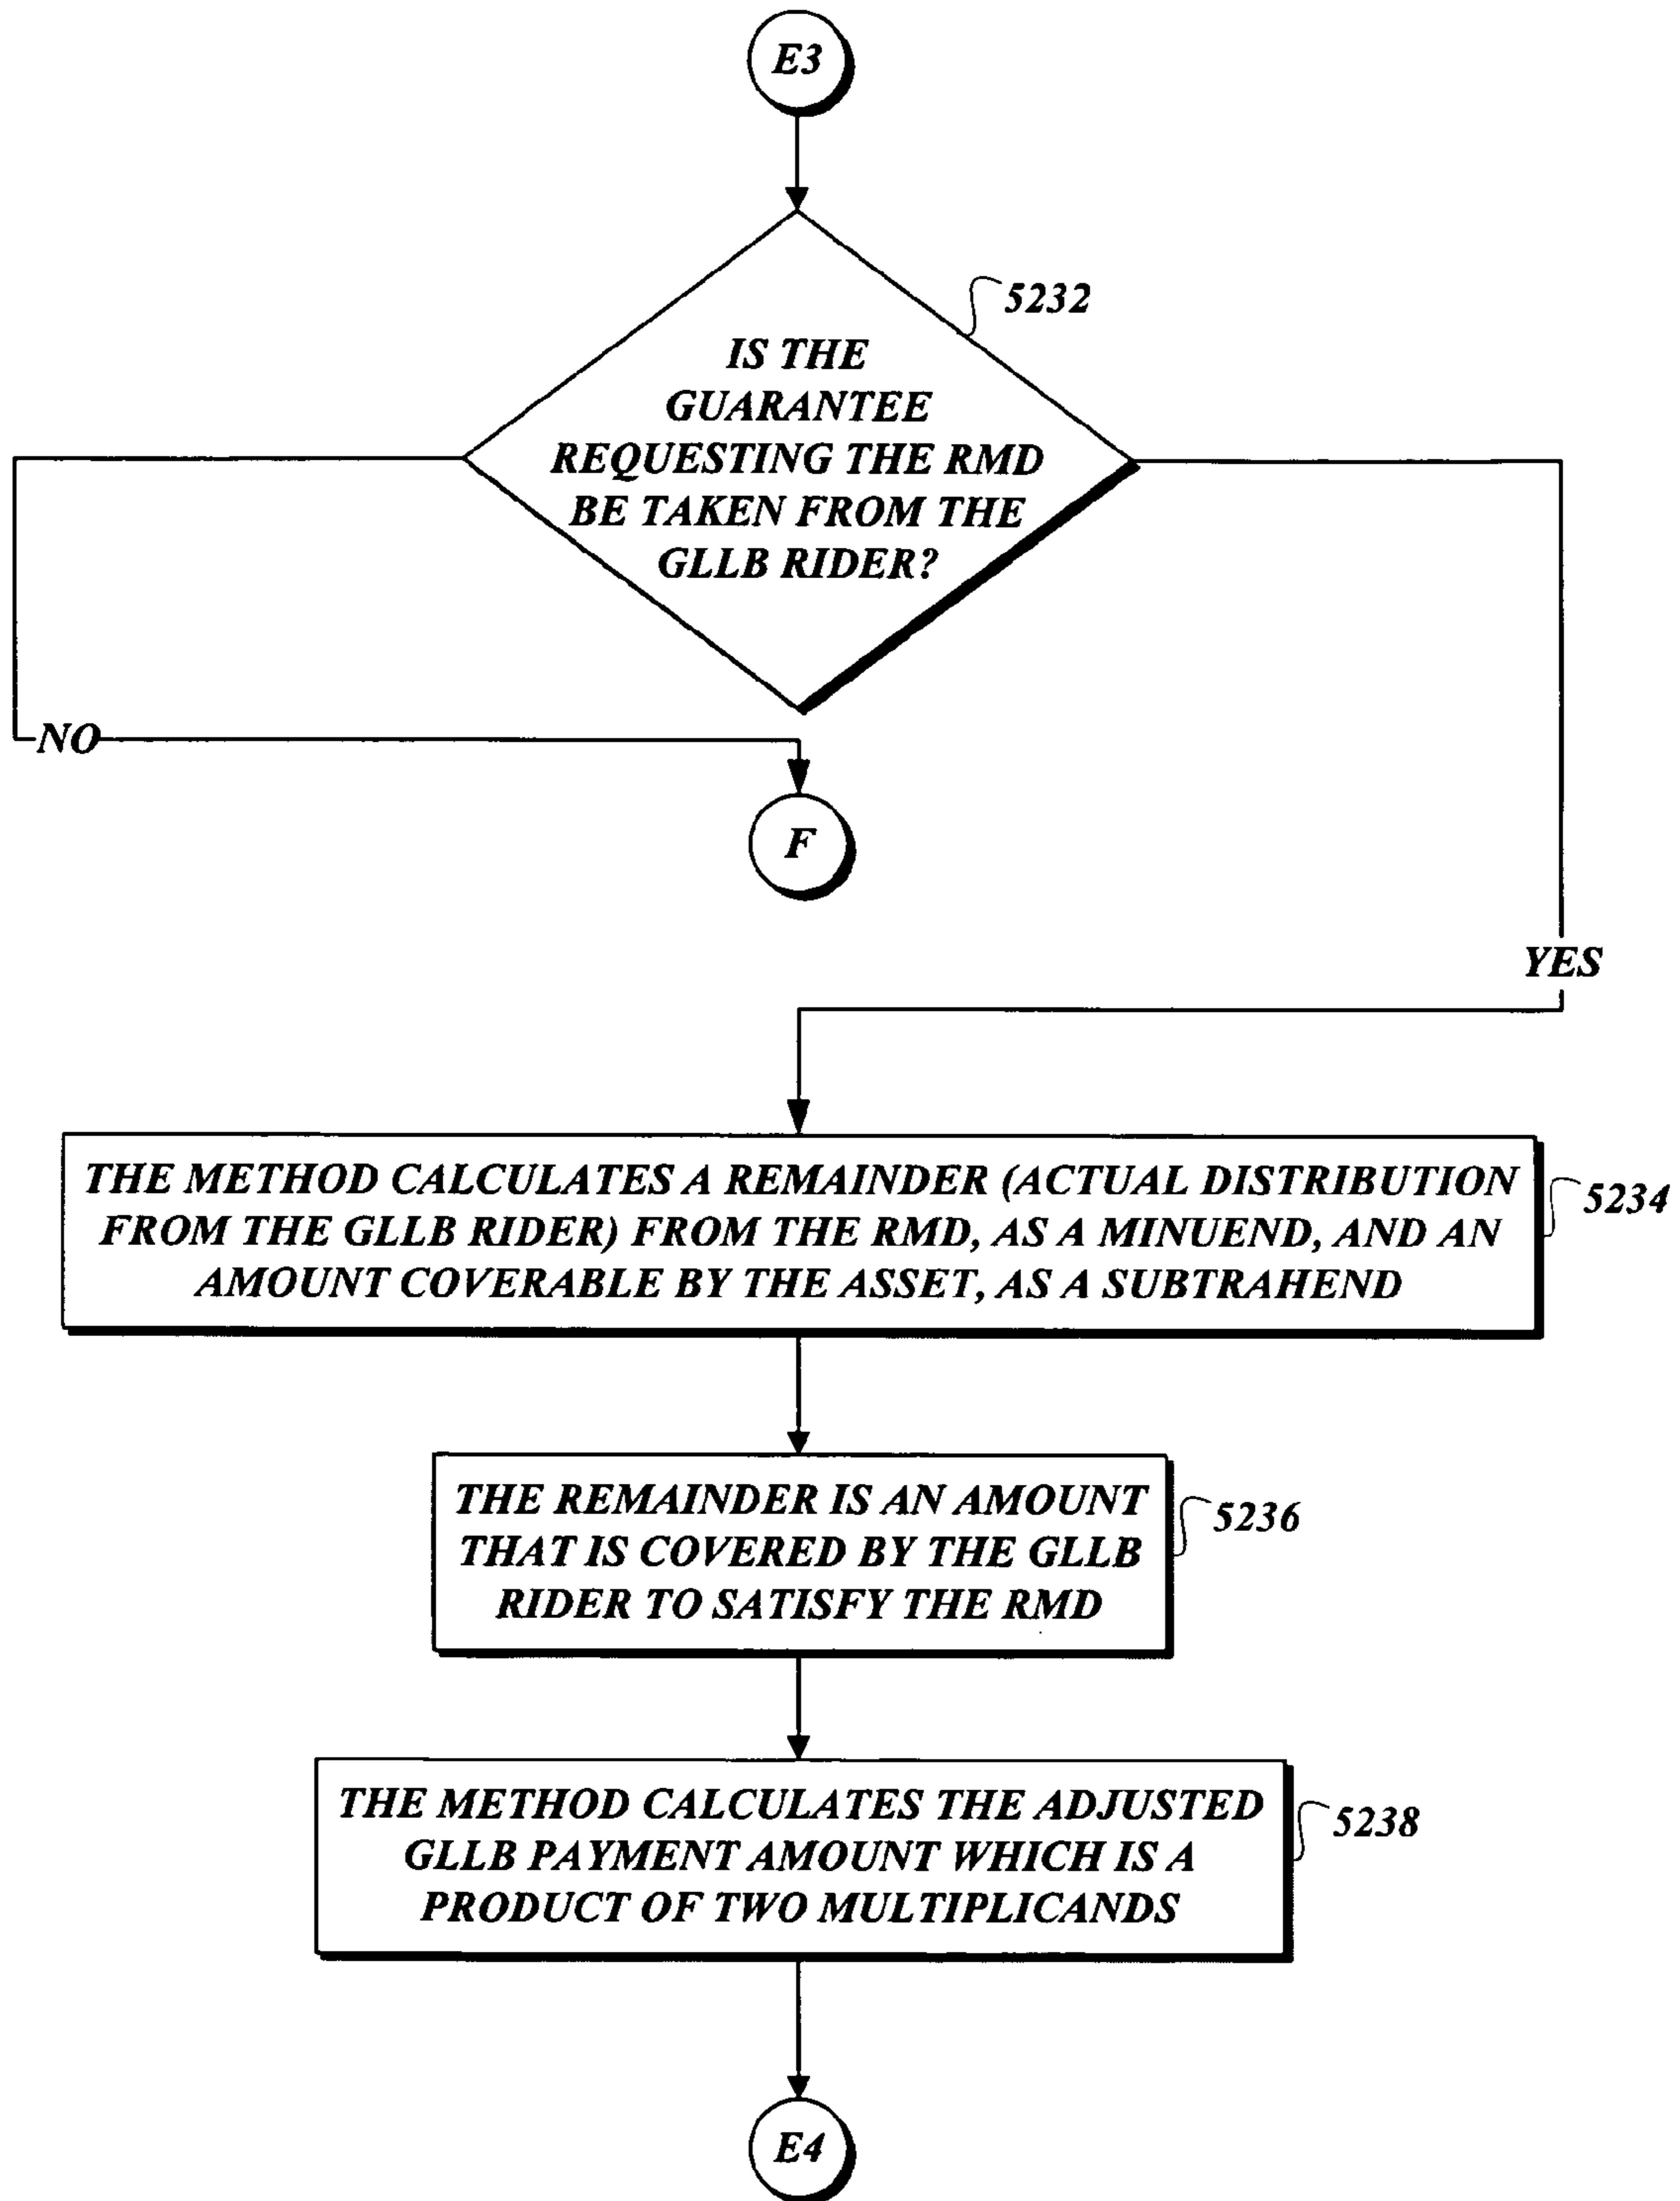 E3
5232
IS THE
GUARANTEE
REQUESTING THE RMD
BE TAKEN FROM THE
GLLB RIDER?
NO
F
YES
THE METHOD CALCULATES A REMAINDER (ACTUAL DISTRIBUTION
FROM THE GLLB RIDER) FROM THE RMD, AS A MINUEND, AND AN
AMOUNT COVERABLE BY THE ASSET, AS A SUBTRAHEND
5234
THE REMAINDER IS AN AMOUNT
THAT IS COVERED BY THE GLLB
RIDER TO SATISFY THE RMD
5236
THE METHOD CALCULATES THE ADJUSTED
GLLB PAYMENT AMOUNT WHICH IS A
PRODUCT OF TWO MULTIPLICANDS
5238
E4